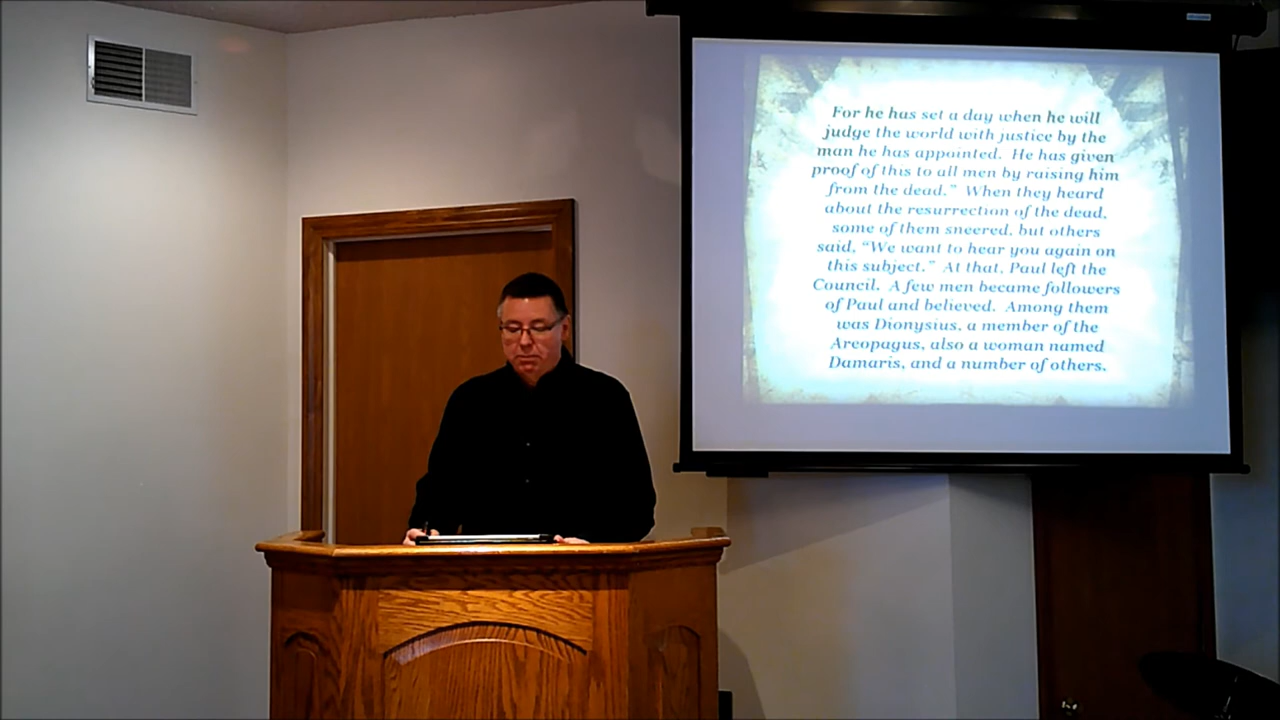 For he has set a day when he will
judge the world with justice by the
man he has appointed. He has given
proof of this to all men by raising him
from the dead." When they heard
about the resurrection of the dead,
some of them sneered, but others
said, "We want to hear you again on
this subject." At that, Paul left the
Council. A few men became followers
of Paul and believed. Among them
was Dionysius, a member of the
Areopagus, also a woman named
Damaris, and a number of others.